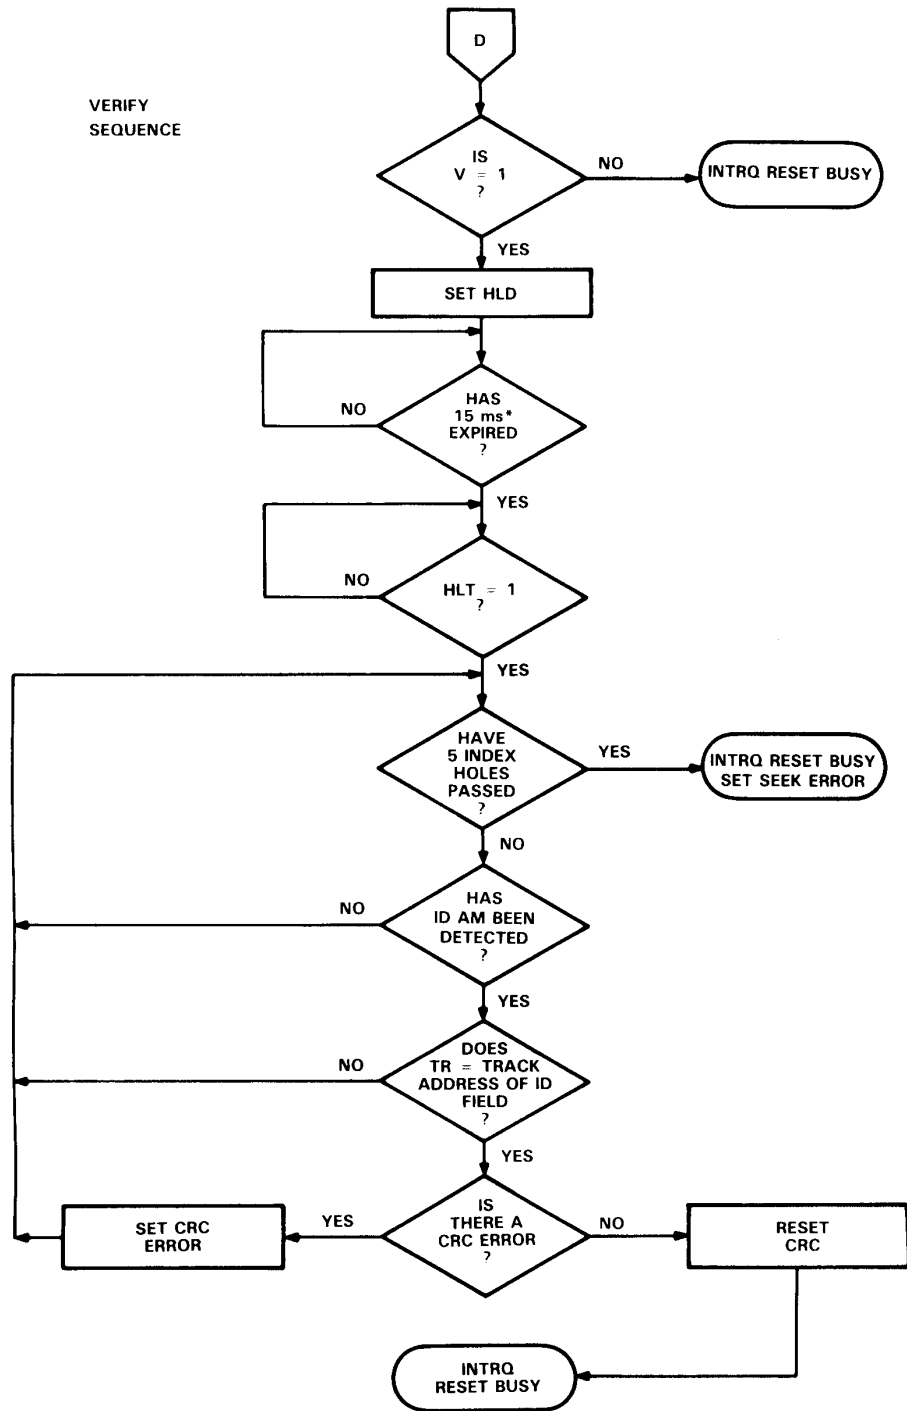 D
VERIFY
SEQUENCE
IS
V = 1
?
NO
INTRQ RESET BUSY
YES
SET HLD
HAS
15 ms*
EXPIRED
?
NO
YES
HLT = 1
?
NO
YES
HAVE
5 INDEX
HOLES
PASSED
?
YES
INTRQ RESET BUSY
SET SEEK ERROR
NO
HAS
ID AM BEEN
DETECTED
?
NO
YES
DOES
TR = TRACK
ADDRESS OF ID
FIELD
?
NO
YES
IS
THERE A
CRC ERROR
?
YES
SET CRC
ERROR
NO
RESET
CRC
INTRQ
RESET BUSY